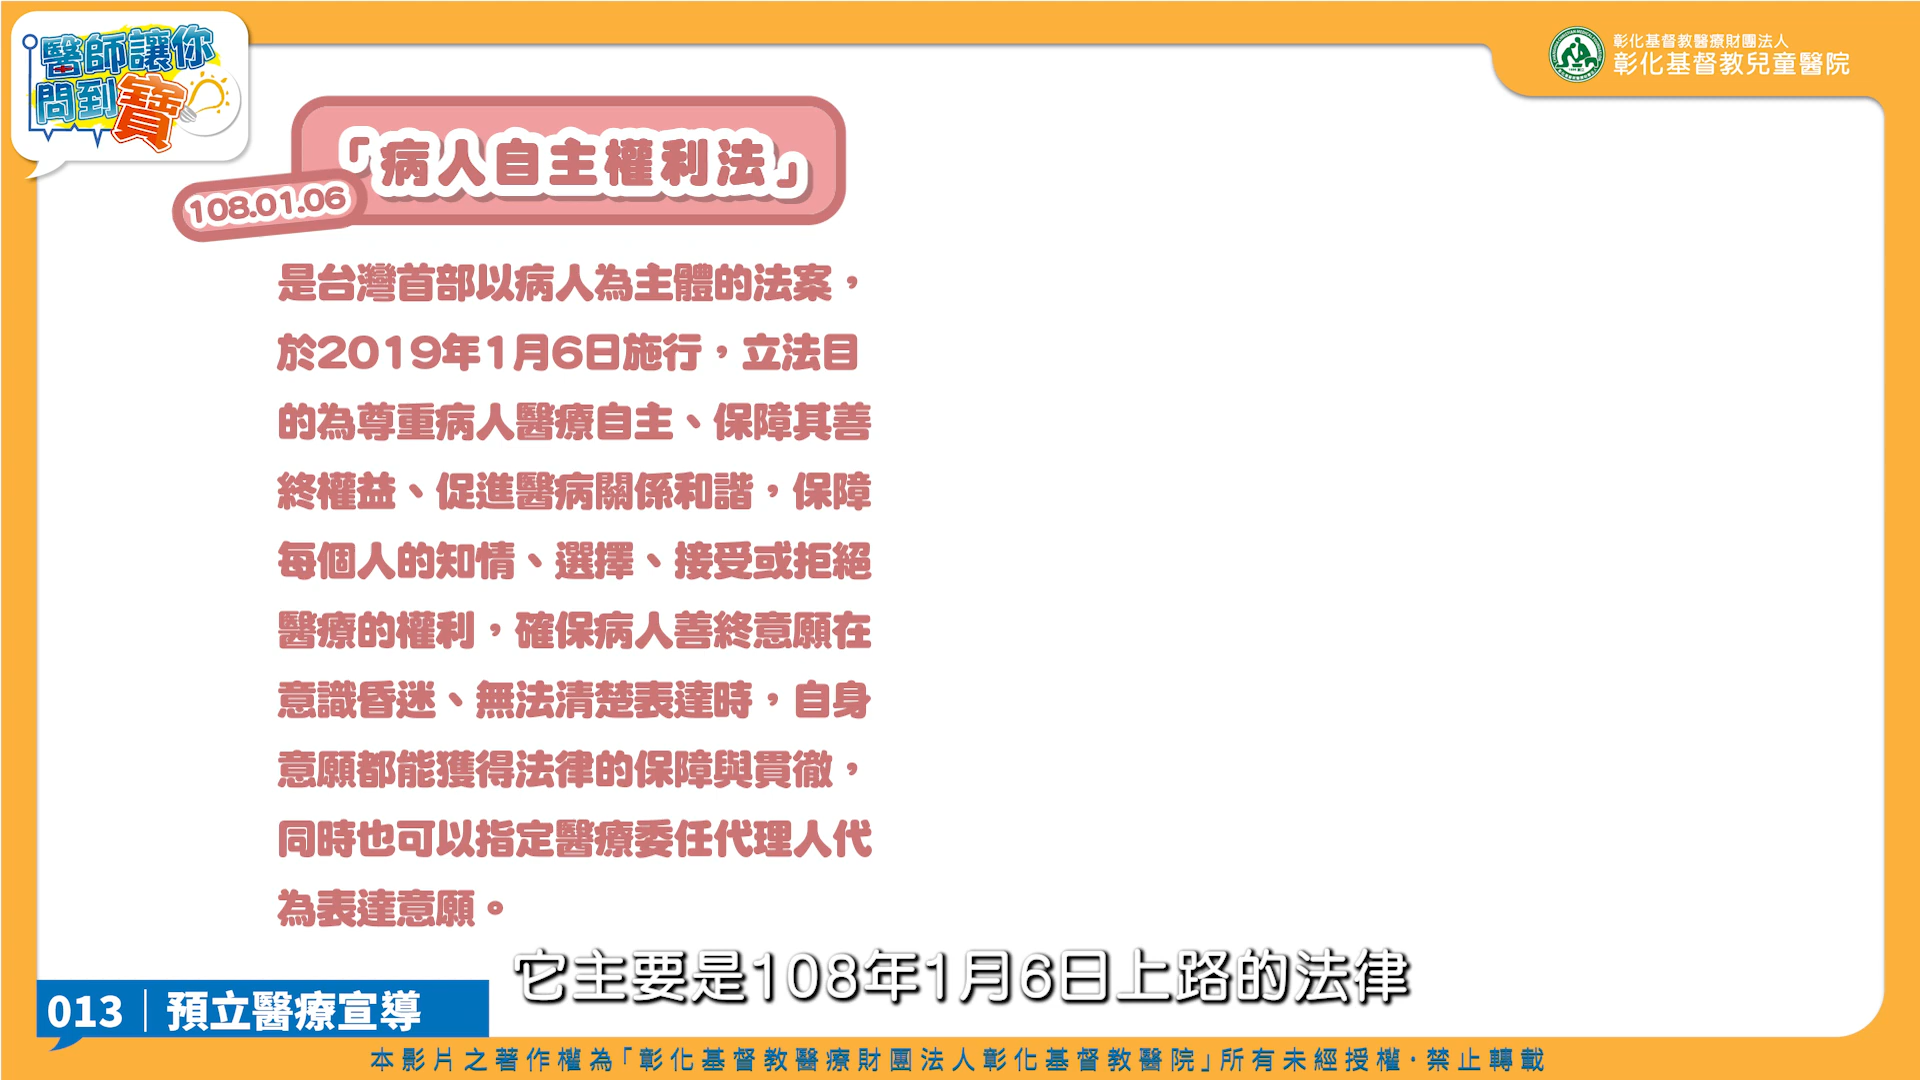 醫師讓你
問到寶
彰化基督教醫療財團法人
彰化基督教兒童醫院
「病人自主權利法」
108.01.06
是台灣首部以病人為主體的法案，
於2019年1月6日施行，立法目
的為尊重病人醫療自主、保障其善
終權益、促進醫病關係和諧，保障
每個人的知情、選擇、接受或拒絕
醫療的權利，確保病人善終意願在
意識昏迷、無法清楚表達時，自身
意願都能獲得法律的保障與貫徹，
同時也可以指定醫療委任代理人代
為表達意願。
它主要是108年1月6日上路的法律
013｜預立醫療宣導
本影片之著作權為「彰化基督教醫療財團法人彰化基督教醫院」所有未經授權·禁止轉載